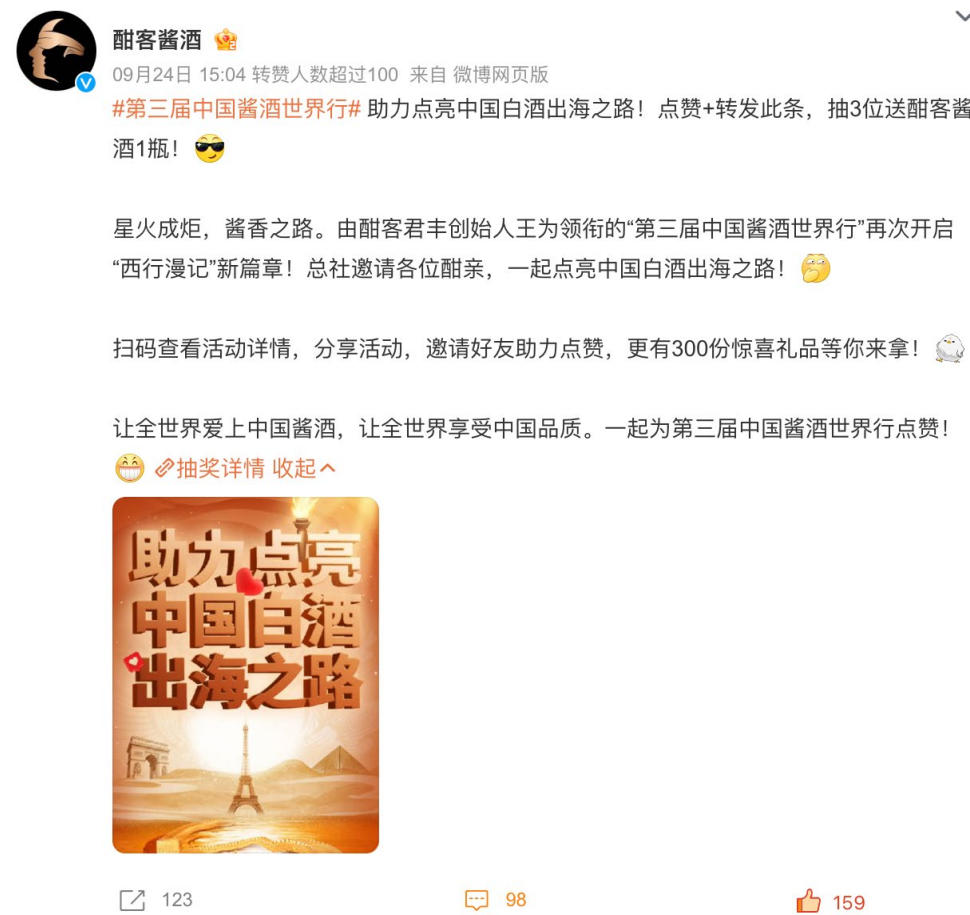 酣客酱酒
09月24日 15:04 转赞人数超过100 来自 微博网页版
#第三届中国酱酒世界行# 助力点亮中国白酒出海之路！点赞+转发此条，抽3位送酣客酱
酒1瓶！
星火成炬，酱香之路。由酣客君丰创始人王为领衔的“第三届中国酱酒世界行”再次开启
“西行漫记”新篇章！总社邀请各位酣亲，一起点亮中国白酒出海之路！
扫码查看活动详情，分享活动，邀请好友助力点赞，更有300份惊喜礼品等你来拿！
让全世界爱上中国酱酒，让全世界享受中国品质。一起为第三届中国酱酒世界行点赞！
抽奖详情 收起
助力点亮
中国白酒
出海之路
123 98 159